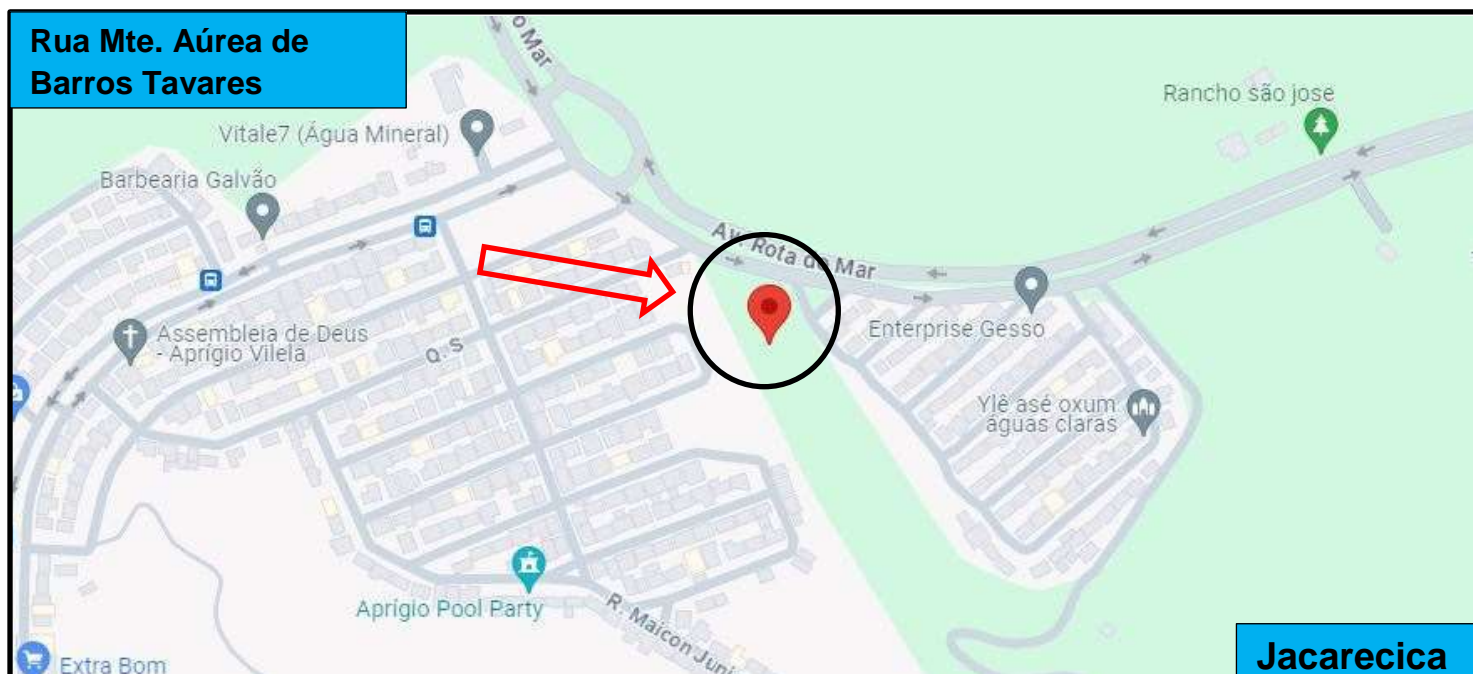 Rua Mte. Aúrea de
Barros Tavares
o Mar
Rancho são jose
Vitale7 (Água Mineral)
Barbearia Galvão
Av. Rota do Mar
Assembleia de Deus
- Aprígio Vilela
Q. S
Enterprise Gesso
Ylê asé oxum
águas claras
Aprígio Pool Party
R. Maicon Juni
Extra Bom
Jacarecica